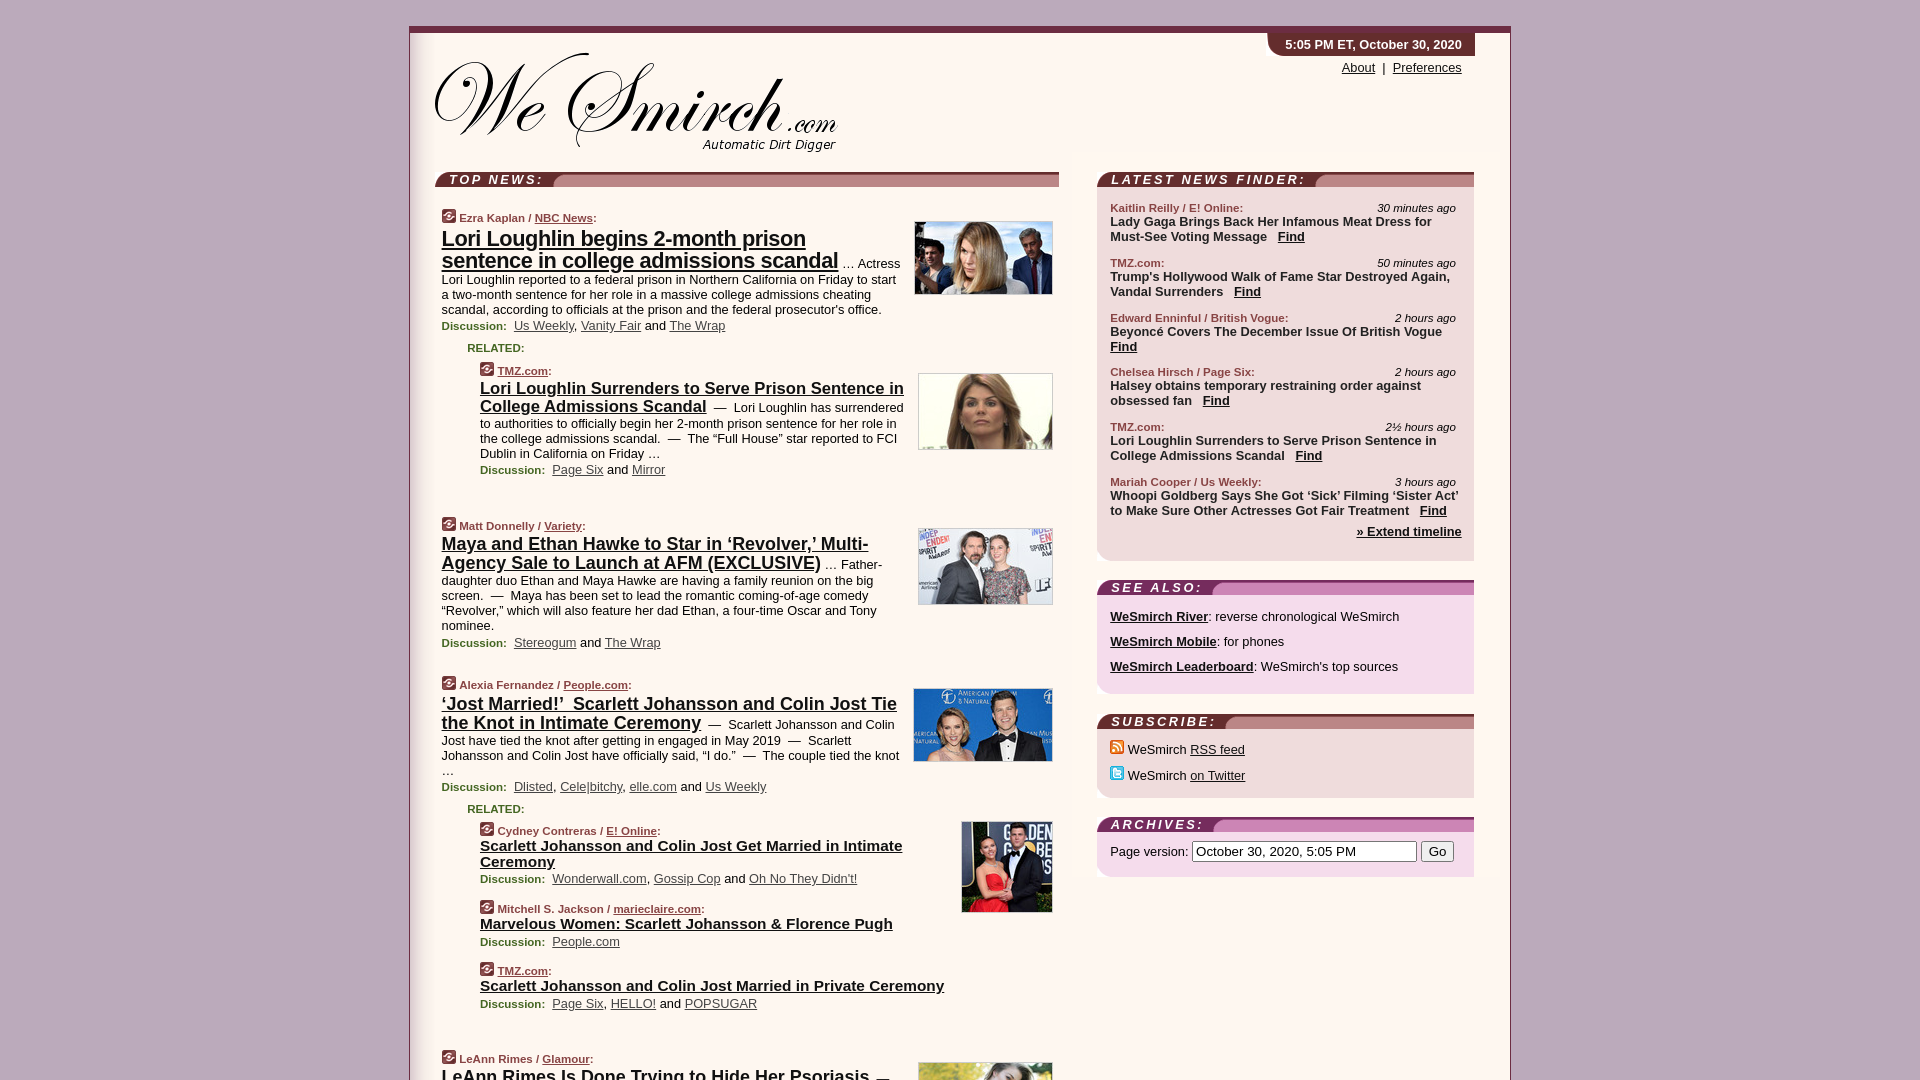 5:05 PM ET, October 30, 2020
About | Preferences
We Smirch .com
Automatic Dirt Digger
TOP NEWS:
Ezra Kaplan / NBC News:
Lori Loughlin begins 2-month prison
sentence in college admissions scandal … Actress
Lori Loughlin reported to a federal prison in Northern California on Friday to start
a two-month sentence for her role in a massive college admissions cheating
scandal, according to officials at the prison and the federal prosecutor's office.
Discussion: Us Weekly, Vanity Fair and The Wrap
RELATED:
TMZ.com:
Lori Loughlin Surrenders to Serve Prison Sentence in
College Admissions Scandal — Lori Loughlin has surrendered
to authorities to officially begin her 2-month prison sentence for her role in
the college admissions scandal. — The “Full House” star reported to FCI
Dublin in California on Friday …
Discussion: Page Six and Mirror
Matt Donnelly / Variety:
Maya and Ethan Hawke to Star in ‘Revolver,’ Multi-
Agency Sale to Launch at AFM (EXCLUSIVE) … Father-
daughter duo Ethan and Maya Hawke are having a family reunion on the big
screen. — Maya has been set to lead the romantic coming-of-age comedy
“Revolver,” which will also feature her dad Ethan, a four-time Oscar and Tony
nominee.
Discussion: Stereogum and The Wrap
Alexia Fernandez / People.com:
‘Jost Married!’ Scarlett Johansson and Colin Jost Tie
the Knot in Intimate Ceremony — Scarlett Johansson and Colin
Jost have tied the knot after getting in engaged in May 2019 — Scarlett
Johansson and Colin Jost have officially said, “I do.” — The couple tied the knot
…
Discussion: Dlisted, Cele|bitchy, elle.com and Us Weekly
RELATED:
Cydney Contreras / E! Online:
Scarlett Johansson and Colin Jost Get Married in Intimate
Ceremony
Discussion: Wonderwall.com, Gossip Cop and Oh No They Didn't!
Mitchell S. Jackson / marieclaire.com:
Marvelous Women: Scarlett Johansson & Florence Pugh
Discussion: People.com
TMZ.com:
Scarlett Johansson and Colin Jost Married in Private Ceremony
Discussion: Page Six, HELLO! and POPSUGAR
LeAnn Rimes / Glamour:
LeAnn Rimes Is Done Trying to Hide Her Psoriasis —
LATEST NEWS FINDER:
Kaitlin Reilly / E! Online: 30 minutes ago
Lady Gaga Brings Back Her Infamous Meat Dress for
Must-See Voting Message Find
TMZ.com: 50 minutes ago
Trump's Hollywood Walk of Fame Star Destroyed Again,
Vandal Surrenders Find
Edward Enninful / British Vogue: 2 hours ago
Beyoncé Covers The December Issue Of British Vogue
Find
Chelsea Hirsch / Page Six: 2 hours ago
Halsey obtains temporary restraining order against
obsessed fan Find
TMZ.com: 2½ hours ago
Lori Loughlin Surrenders to Serve Prison Sentence in
College Admissions Scandal Find
Mariah Cooper / Us Weekly: 3 hours ago
Whoopi Goldberg Says She Got ‘Sick’ Filming ‘Sister Act’
to Make Sure Other Actresses Got Fair Treatment Find
» Extend timeline
SEE ALSO:
WeSmirch River: reverse chronological WeSmirch
WeSmirch Mobile: for phones
WeSmirch Leaderboard: WeSmirch's top sources
SUBSCRIBE:
WeSmirch RSS feed
WeSmirch on Twitter
ARCHIVES:
Page version: October 30, 2020, 5:05 PM Go